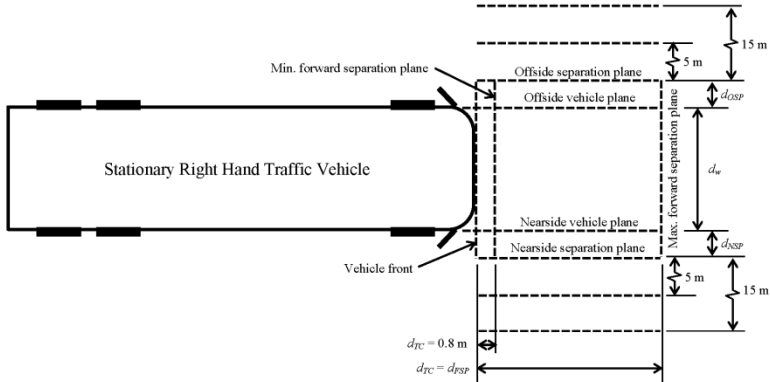 15 m
5 m
Min. forward separation plane
Offside separation plane
d_OSP
Offside vehicle plane
Stationary Right Hand Traffic Vehicle
Max. forward separation plane
d_w
Nearside vehicle plane
d_NSP
Nearside separation plane
Vehicle front
5 m
15 m
d_TC = 0.8 m
d_TC = d_FSP